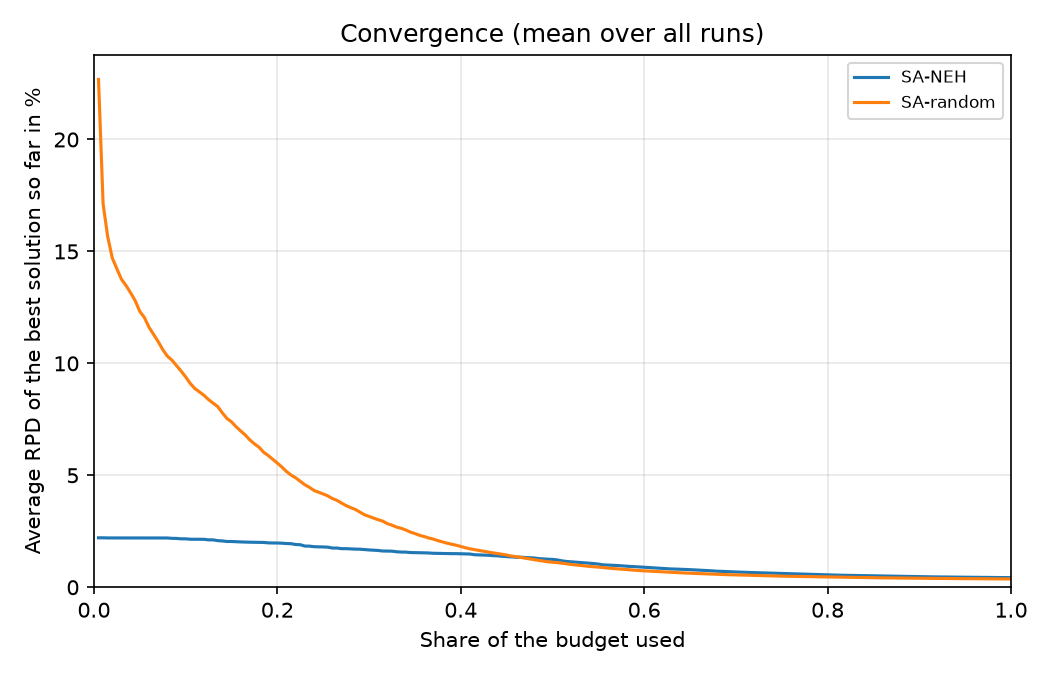 Convergence (mean over all runs)
SA-NEH
SA-random
Average RPD of the best solution so far in %
20
15
10
5
0
0.0 0.2 0.4 0.6 0.8 1.0
Share of the budget used